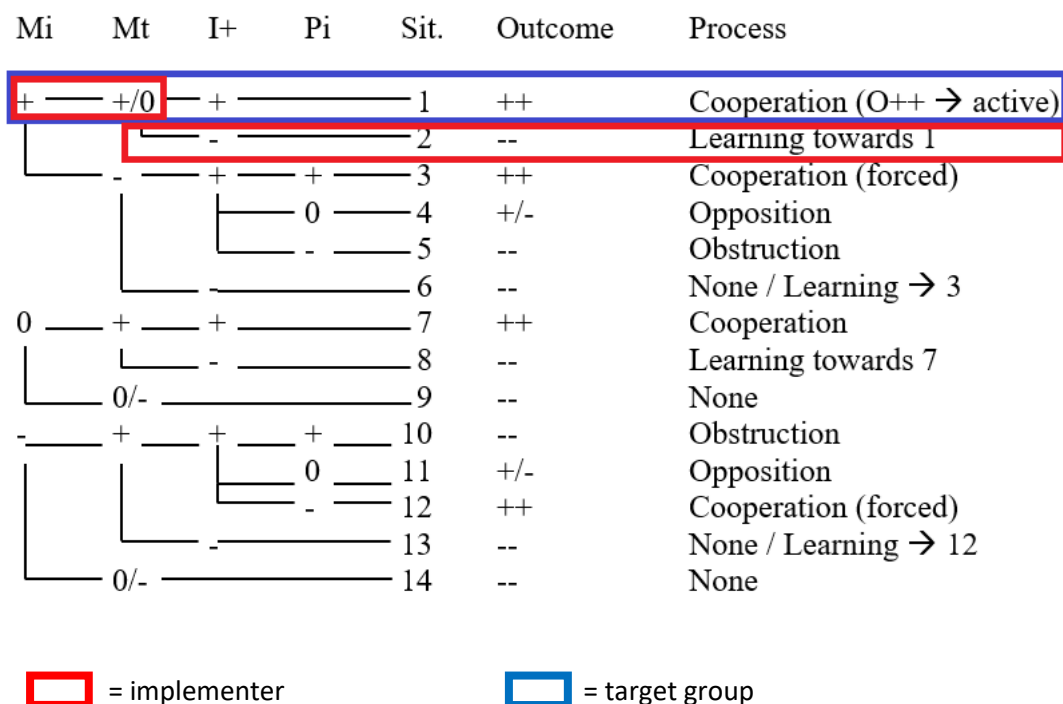 Mi Mt I+ Pi Sit. Outcome Process
+ +/0 + 1 ++ Cooperation (O++ → active)
- 2 -- Learning towards 1
- + + 3 ++ Cooperation (forced)
0 4 +/- Opposition
- 5 -- Obstruction
- 6 -- None / Learning → 3
0 + + 7 ++ Cooperation
- 8 -- Learning towards 7
0/- 9 -- None
- + + + 10 -- Obstruction
0 11 +/- Opposition
- 12 ++ Cooperation (forced)
- 13 -- None / Learning → 12
0/- 14 -- None
= implementer = target group